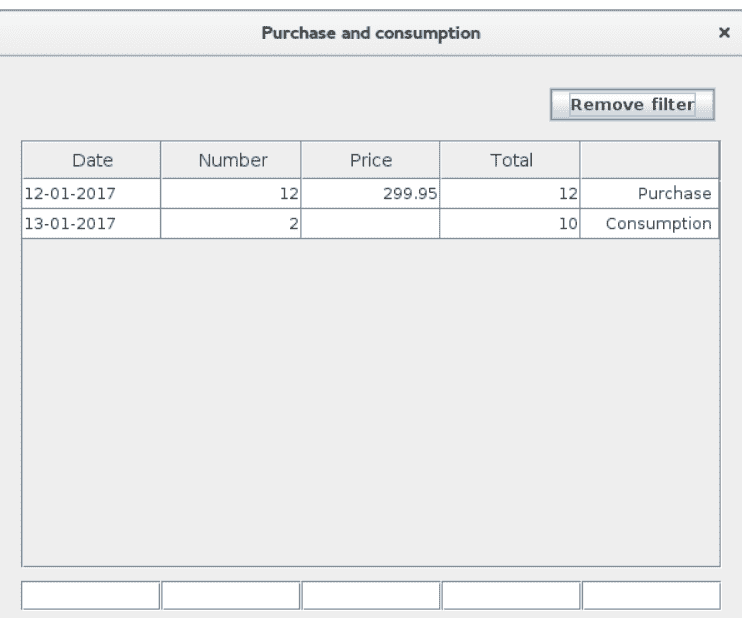 Purchase and consumption ×
Remove filter
Date Number Price Total
12-01-2017 12 299.95 12 Purchase
13-01-2017 2 10 Consumption